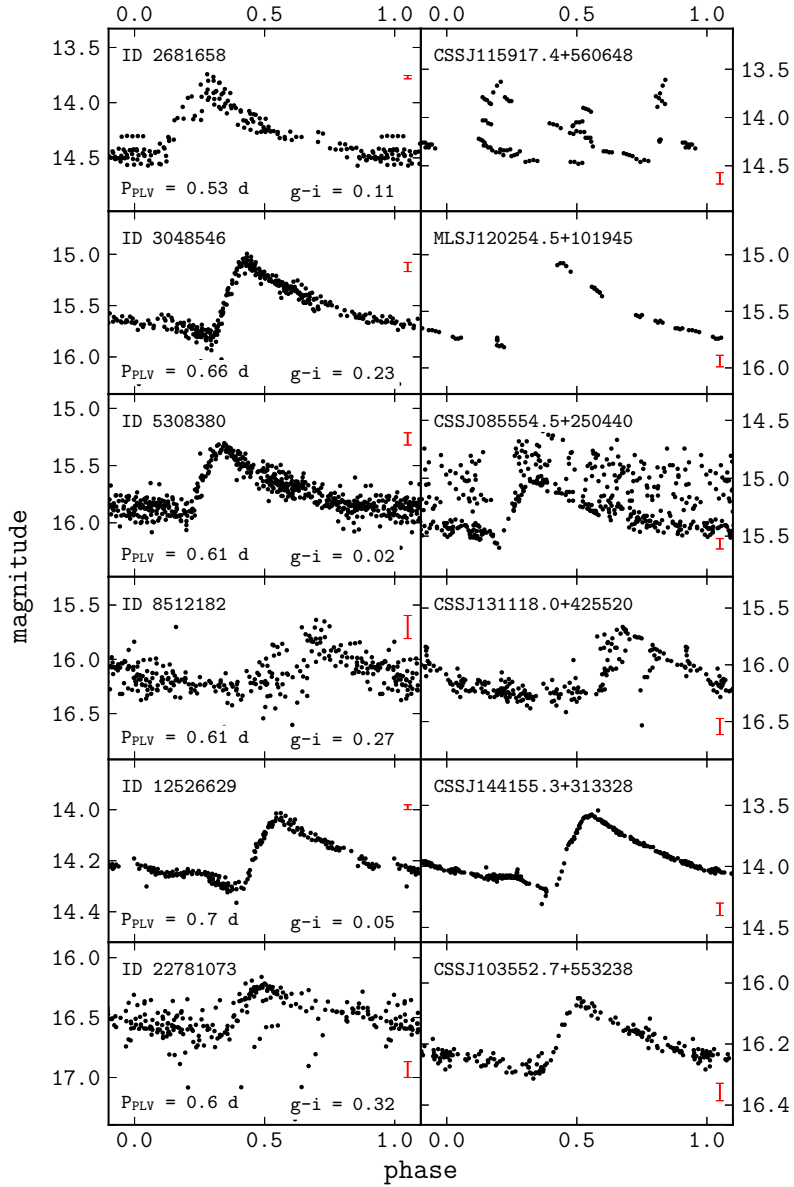 0.0 0.5 1.0 0.0 0.5 1.0
ID 2681658
13.5
14.0
14.5
P_PLV = 0.53 d g-i = 0.11
CSSJ115917.4+560648
13.5
14.0
14.5
ID 3048546
15.0
15.5
16.0
P_PLV = 0.66 d g-i = 0.23
MLSJ120254.5+101945
15.0
15.5
16.0
ID 5308380
15.0
15.5
16.0
P_PLV = 0.61 d g-i = 0.02
CSSJ085554.5+250440
14.5
15.0
15.5
magnitude
ID 8512182
15.5
16.0
16.5
P_PLV = 0.61 d g-i = 0.27
CSSJ131118.0+425520
15.5
16.0
16.5
ID 12526629
14.0
14.2
14.4
P_PLV = 0.7 d g-i = 0.05
CSSJ144155.3+313328
13.5
14.0
14.5
ID 22781073
16.0
16.5
17.0
P_PLV = 0.6 d g-i = 0.32
CSSJ103552.7+553238
16.0
16.2
16.4
0.0 0.5 1.0 0.0 0.5 1.0
phase